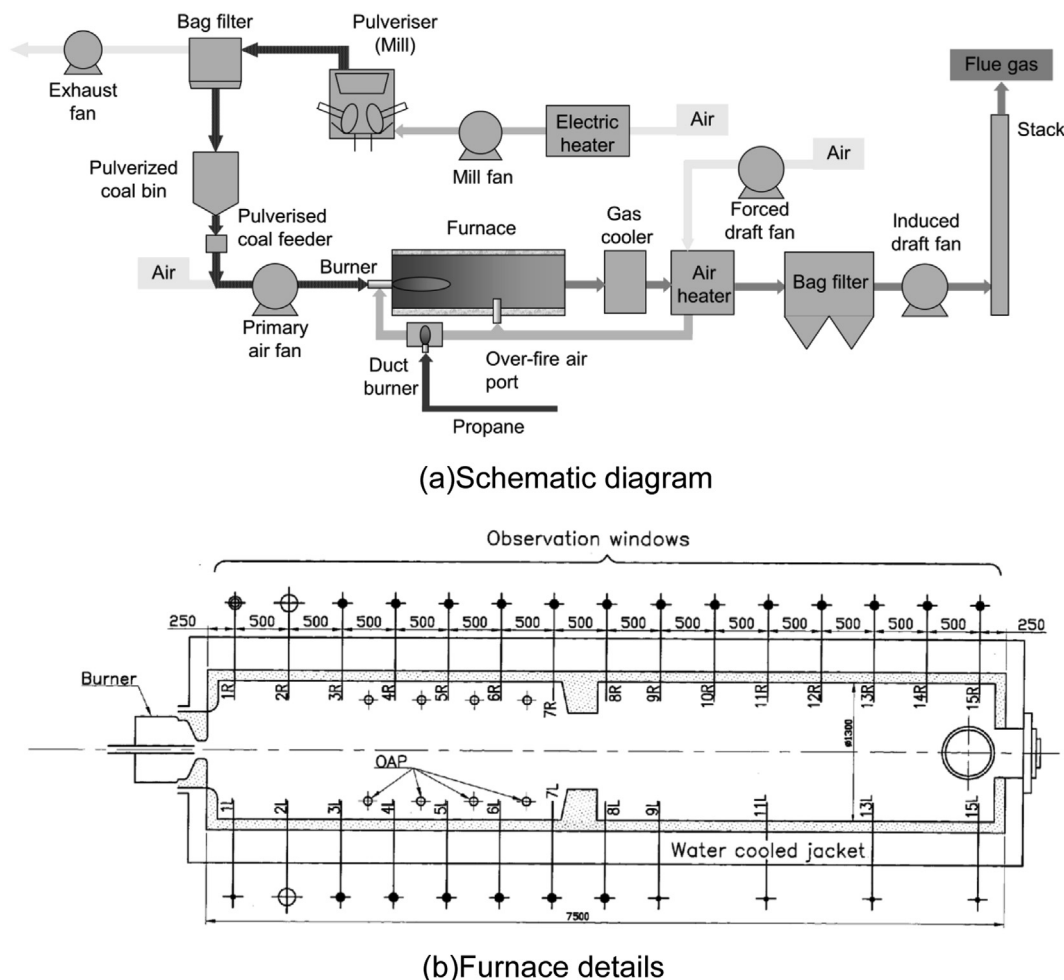 Bag filter
Pulveriser
(Mill)
Exhaust
fan
Flue gas
Electric
heater
Air
Stack
Mill fan
Pulverized
coal bin
Air
Pulverised
coal feeder
Furnace
Gas
cooler
Forced
draft fan
Induced
draft fan
Air
Burner
Air
heater
Bag filter
Primary
air fan
Duct
burner
Over-fire air
port
Propane
(a)Schematic diagram
Observation windows
250 500 500 500 500 500 500 500 500 500 500 500 500 500 500 250
Burner
1R 2R 3R 4R 5R 6R 7R 8R 9R 10R 11R 12R 13R 14R 15R
Ø1300
OAP
1L 2L 3L 4L 5L 6L 7L 8L 9L 11L 13L 15L
Water cooled jacket
7500
(b)Furnace details